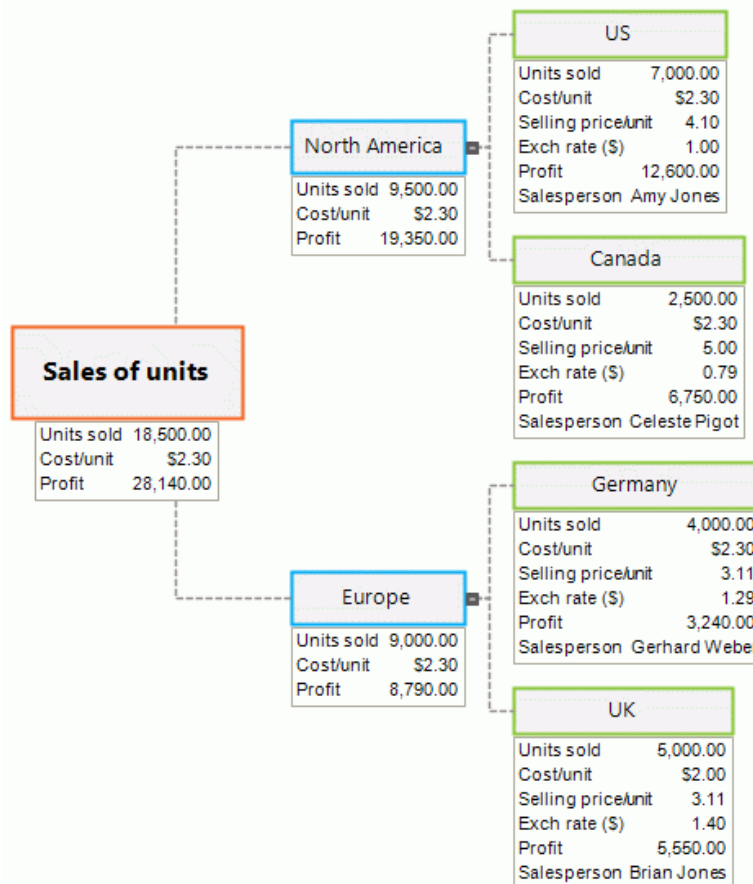 US
Units sold 7,000.00
Cost/unit $2.30
Selling price/unit 4.10
Exch rate ($) 1.00
Profit 12,600.00
Salesperson Amy Jones
North America
Units sold 9,500.00
Cost/unit $2.30
Profit 19,350.00
Canada
Units sold 2,500.00
Cost/unit $2.30
Selling price/unit 5.00
Exch rate ($) 0.79
Profit 6,750.00
Salesperson Celeste Pigot
Sales of units
Units sold 18,500.00
Cost/unit $2.30
Profit 28,140.00
Germany
Units sold 4,000.00
Cost/unit $2.30
Selling price/unit 3.11
Exch rate ($) 1.29
Profit 3,240.00
Salesperson Gerhard Weber
Europe
Units sold 9,000.00
Cost/unit $2.30
Profit 8,790.00
UK
Units sold 5,000.00
Cost/unit $2.00
Selling price/unit 3.11
Exch rate ($) 1.40
Profit 5,550.00
Salesperson Brian Jones